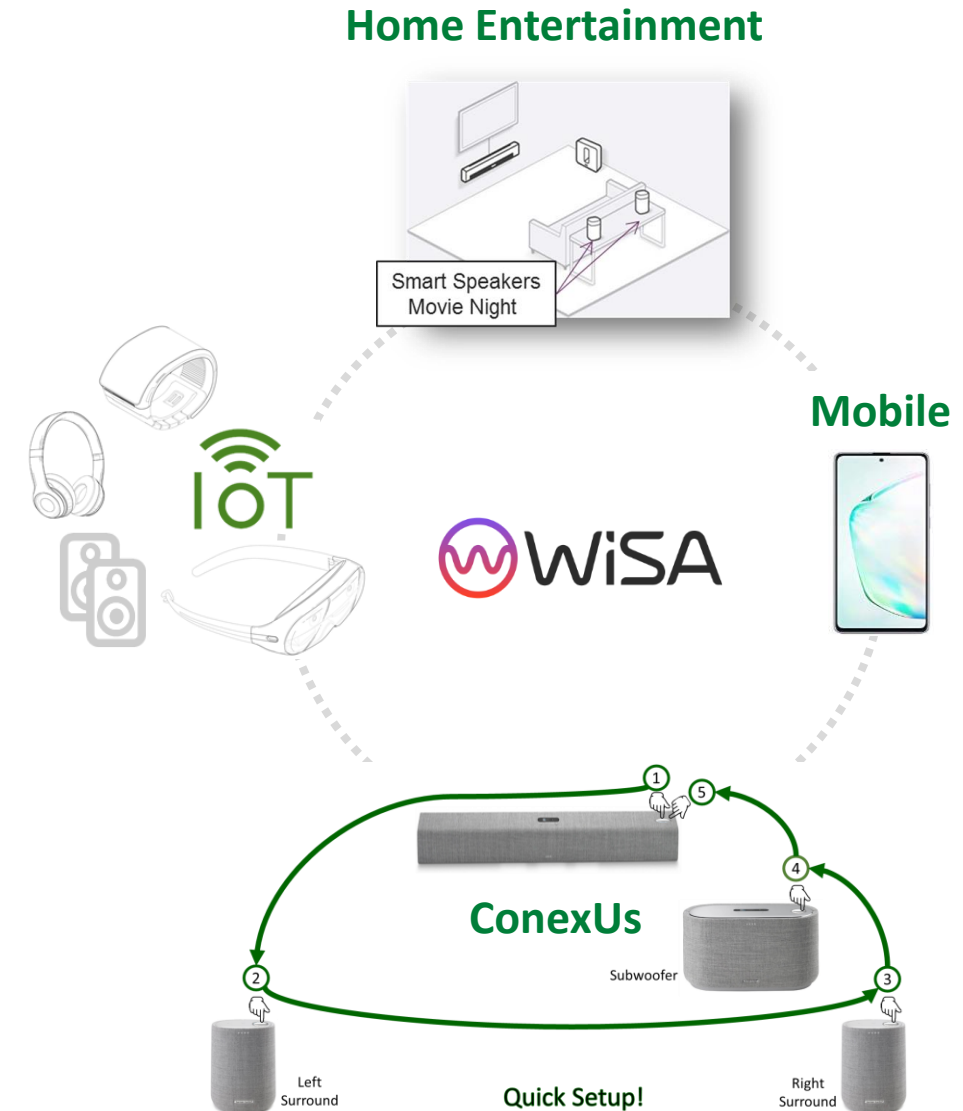 Home Entertainment
Smart Speakers
Movie Night
Mobile
IoT
WiSA
1
5
4
ConexUs
Subwoofer
2
3
Left
Surround
Quick Setup!
Right
Surround